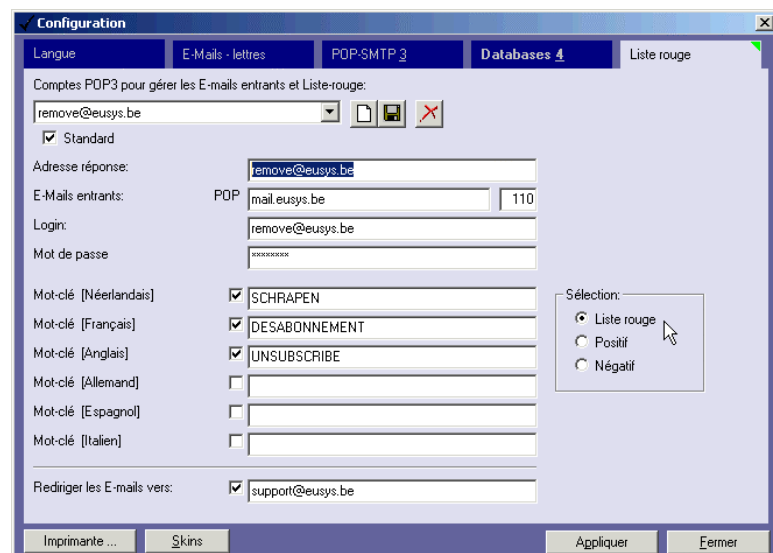 Configuration
Langue
E-Mails - lettres
POP-SMTP 3
Databases 4
Liste rouge
Comptes POP3 pour gérer les E-mails entrants et Liste-rouge:
remove@eusys.be
Standard
Adresse réponse: remove@eusys.be
E-Mails entrants: POP mail.eusys.be 110
Login: remove@eusys.be
Mot de passe ********
Mot-clé [Néerlandais] SCHRAPEN
Mot-clé [Français] DESABONNEMENT
Mot-clé [Anglais] UNSUBSCRIBE
Mot-clé [Allemand]
Mot-clé [Espagnol]
Mot-clé [Italien]
Sélection:
Liste rouge
Positif
Négatif
Rediriger les E-mails vers: support@eusys.be
Imprimante ...
Skins
Appliquer
Fermer